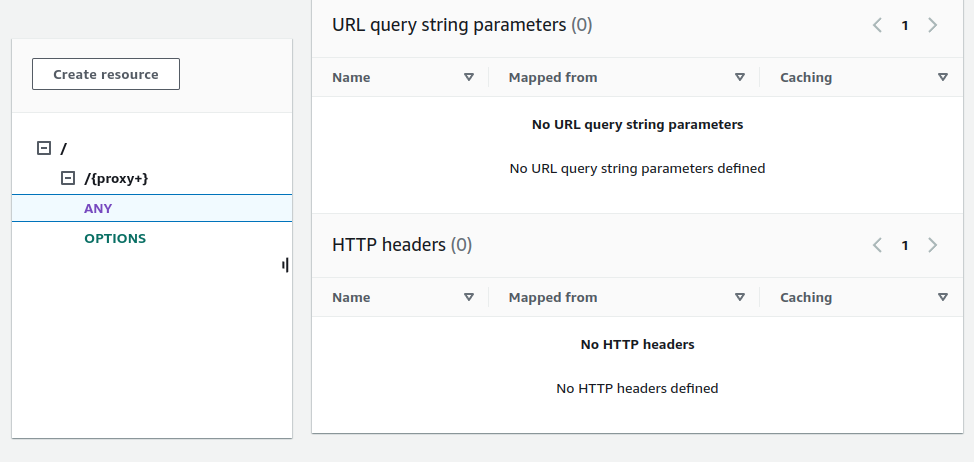 Create resource
/
/{proxy+}
ANY
OPTIONS
URL query string parameters (0)
1
Name Mapped from Caching
No URL query string parameters
No URL query string parameters defined
HTTP headers (0)
1
Name Mapped from Caching
No HTTP headers
No HTTP headers defined